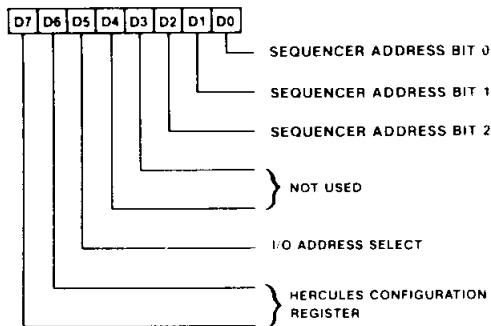 D7 D6 D5 D4 D3 D2 D1 D0
SEQUENCER ADDRESS BIT 0
SEQUENCER ADDRESS BIT 1
SEQUENCER ADDRESS BIT 2
NOT USED
I/O ADDRESS SELECT
HERCULES CONFIGURATION
REGISTER